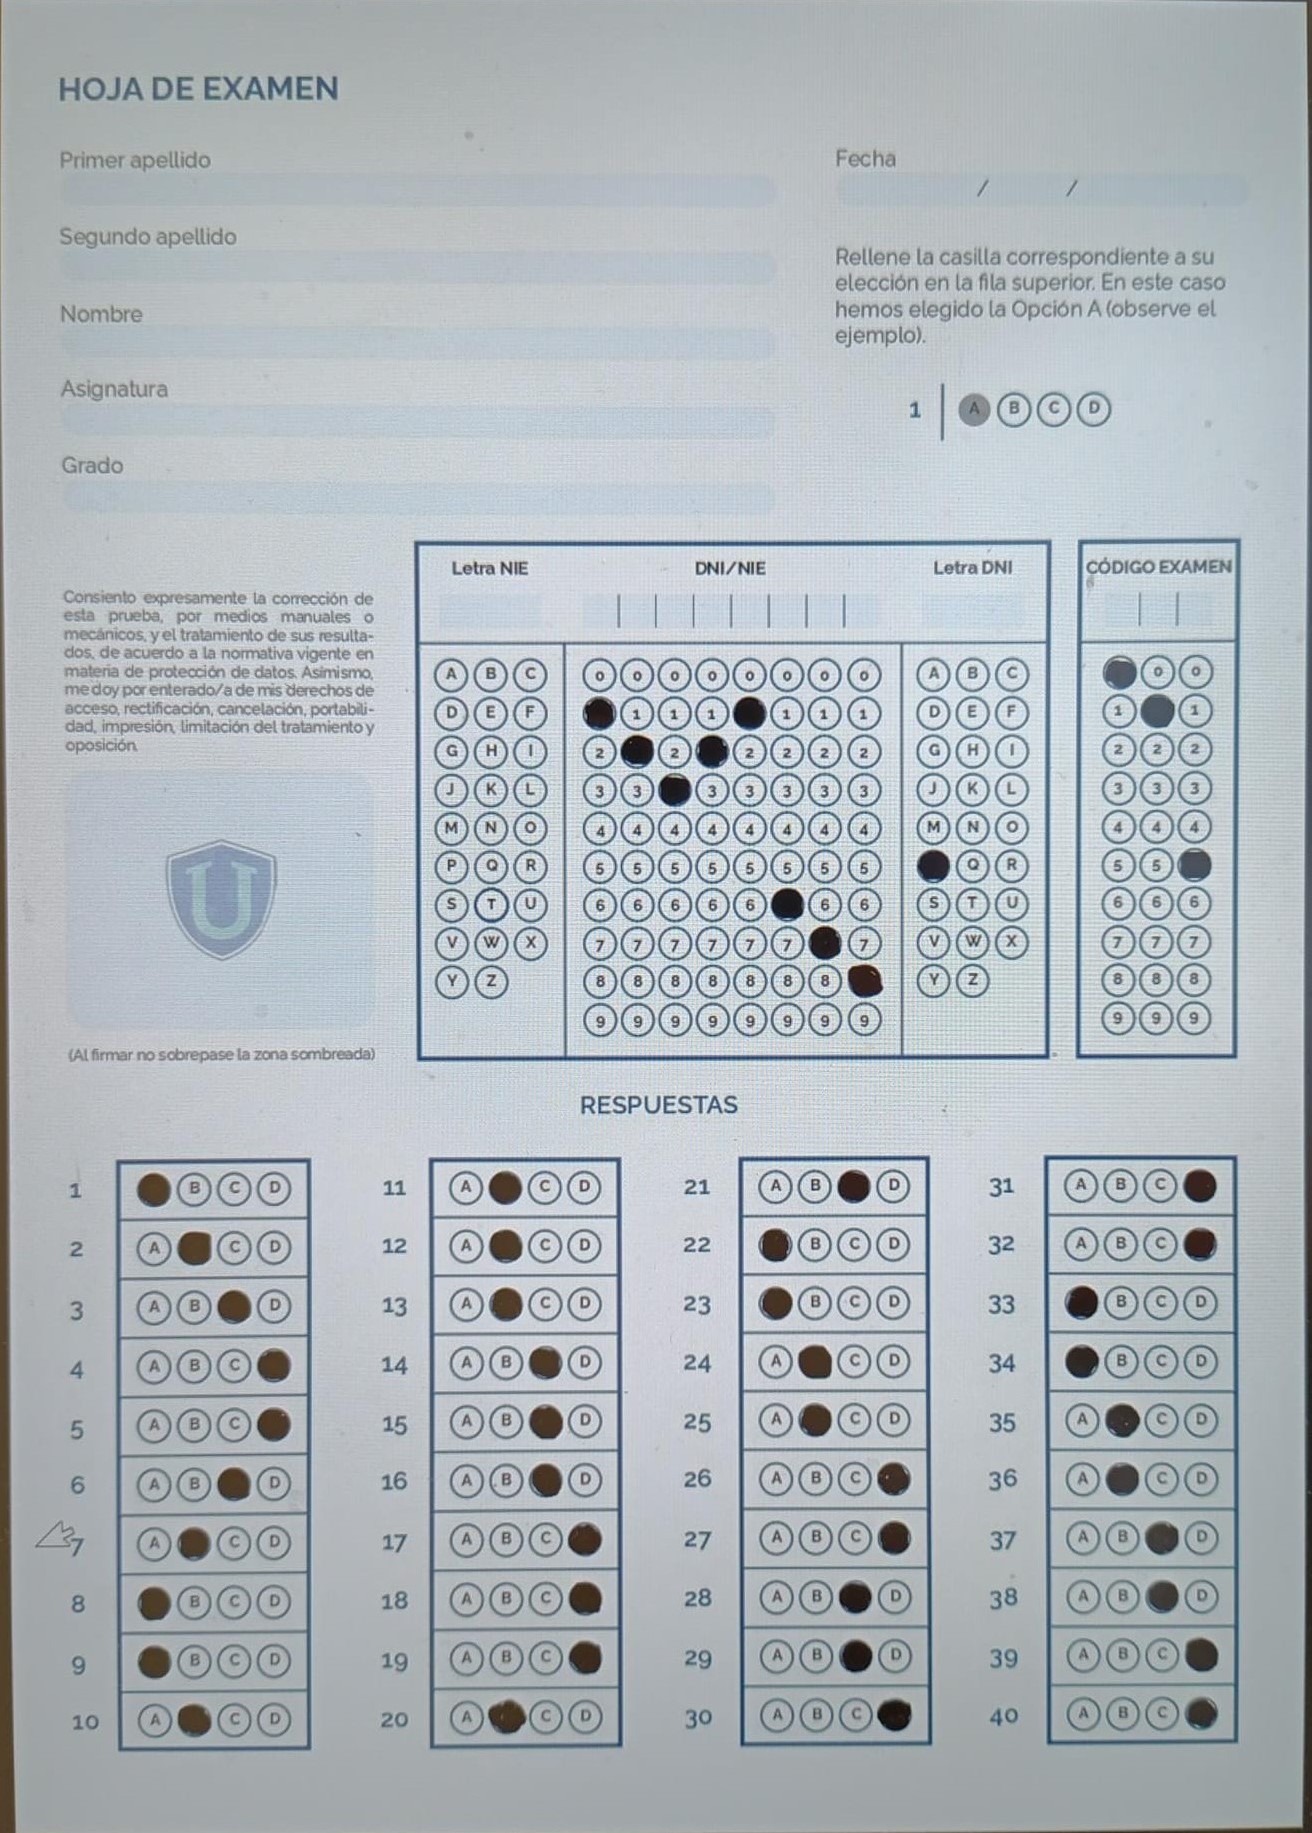 HOJA DE EXAMEN
Primer apellido
Fecha
/ /
Segundo apellido
Rellene la casilla correspondiente a su
elección en la fila superior. En este caso
hemos elegido la Opción A (observe el
ejemplo).
Nombre
Asignatura
1 A B C D
Grado
Letra NIE DNI/NIE Letra DNI CÓDIGO EXAMEN
Consiento expresamente la corrección de
esta prueba, por medios manuales o
mecánicos, y el tratamiento de sus resulta-
dos, de acuerdo a la normativa vigente en
materia de protección de datos. Asimismo,
me doy por enterado/a de mis derechos de
acceso, rectificación, cancelación, portabili-
dad, impresión, limitación del tratamiento y
oposición.
A B C 0 0 0 0 0 0 0 0 A B C 0 0
D E F 1 1 1 1 1 1 D E F 1 1
G H I 2 2 2 2 2 2 G H I 2 2 2
J K L 3 3 3 3 3 3 3 J K L 3 3 3
M N O 4 4 4 4 4 4 4 4 M N O 4 4 4
P Q R 5 5 5 5 5 5 5 5 Q R 5 5
S T U 6 6 6 6 6 6 6 S T U 6 6 6
V W X 7 7 7 7 7 7 7 V W X 7 7 7
Y Z 8 8 8 8 8 8 8 Y Z 8 8 8
9 9 9 9 9 9 9 9 9 9 9
U
(Al firmar no sobrepase la zona sombreada)
RESPUESTAS
1 B C D 11 A C D 21 A B D 31 A B C
2 A C D 12 A C D 22 B C D 32 A B C
3 A B D 13 A C D 23 B C D 33 B C D
4 A B C 14 A B D 24 A C D 34 B C D
5 A B C 15 A B D 25 A C D 35 A C D
6 A B D 16 A B D 26 A B C 36 A C D
7 A C D 17 A B C 27 A B C 37 A B D
8 B C D 18 A B C 28 A B D 38 A B D
9 B C D 19 A B C 29 A B D 39 A B C
10 A C D 20 A C D 30 A B C 40 A B C